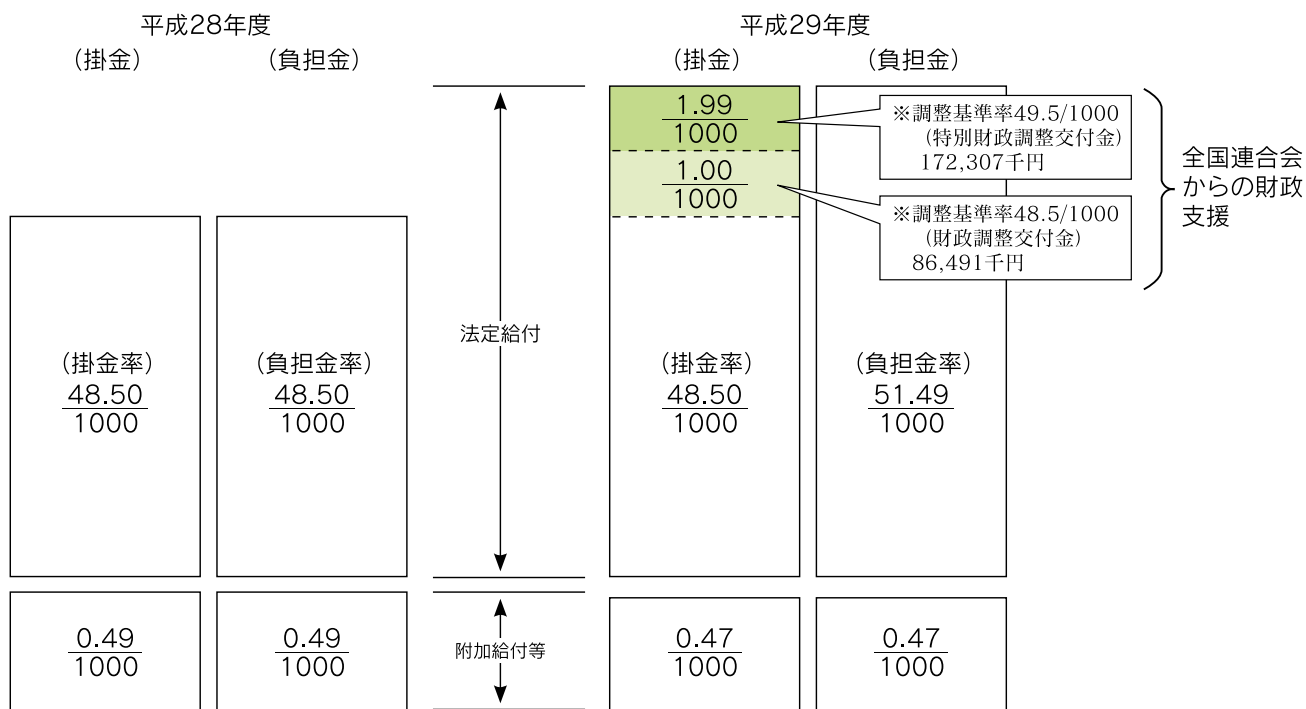 平成28年度
(掛金)
(負担金)
(掛金率)
48.50
1000
(負担金率)
48.50
1000
0.49
1000
0.49
1000
法定給付
附加給付等
平成29年度
(掛金)
(負担金)
1.99
1000
1.00
1000
(掛金率)
48.50
1000
(負担金率)
51.49
1000
0.47
1000
0.47
1000
※調整基準率49.5/1000
(特別財政調整交付金)
172,307千円
※調整基準率48.5/1000
(財政調整交付金)
86,491千円
全国連合会
からの財政
支援